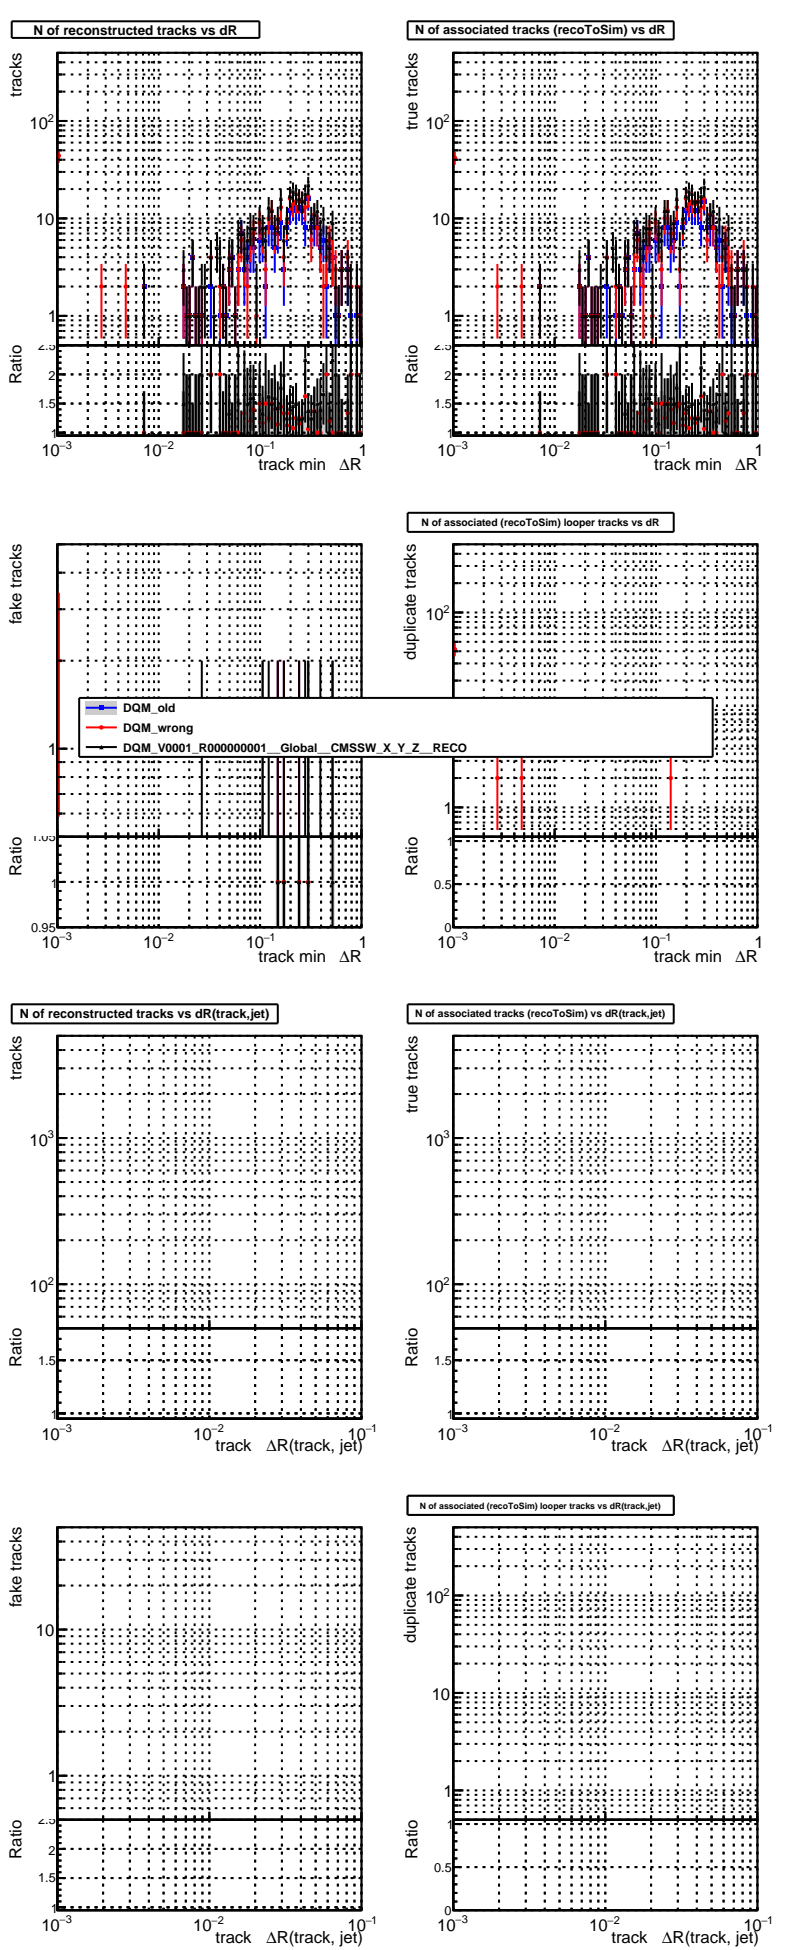 N of reconstructed tracks vs dR
N of associated tracks (recoToSim) vs dR
tracks
10²
10
1
Ratio
2.5
2
1.5
1
10⁻³ 10⁻² 10⁻¹ 1
track min ΔR
true tracks
10²
10
1
Ratio
2.5
2
1.5
1
10⁻³ 10⁻² 10⁻¹ 1
track min ΔR
N of associated (recoToSim) looper tracks vs dR
fake tracks
1
Ratio
1.05
1
0.95
10⁻³ 10⁻² 10⁻¹ 1
track min ΔR
duplicate tracks
10²
1
Ratio
1
0.5
0
10⁻³ 10⁻² 10⁻¹ 1
track min ΔR
DQM_old
DQM_wrong
DQM_V0001_R000000001__Global__CMSSW_X_Y_Z__RECO
N of reconstructed tracks vs dR(track,jet)
N of associated tracks (recoToSim) vs dR(track,jet)
tracks
10³
10²
Ratio
1.5
1
10⁻³ 10⁻² 10⁻¹
track ΔR(track, jet)
true tracks
10³
10²
Ratio
1.5
1
10⁻³ 10⁻² 10⁻¹
track ΔR(track, jet)
N of associated (recoToSim) looper tracks vs dR(track,jet)
fake tracks
10
1
Ratio
2.5
2
1.5
1
10⁻³ 10⁻² 10⁻¹
track ΔR(track, jet)
duplicate tracks
10²
10
1
Ratio
1
0.5
0
10⁻³ 10⁻² 10⁻¹
track ΔR(track, jet)